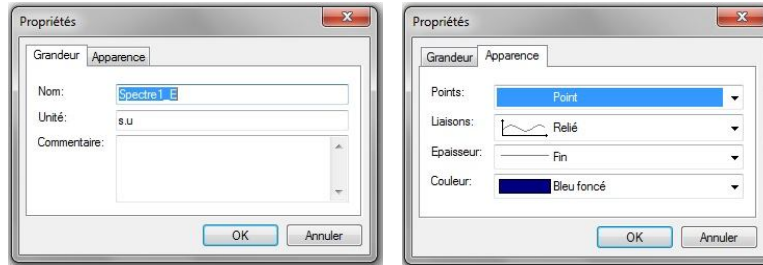 Propriétés
Grandeur Apparence
Nom: Spectre1_E
Unité: s.u
Commentaire:
OK Annuler
Propriétés
Grandeur Apparence
Points: Point
Liaisons: Relié
Epaisseur: Fin
Couleur: Bleu foncé
OK Annuler